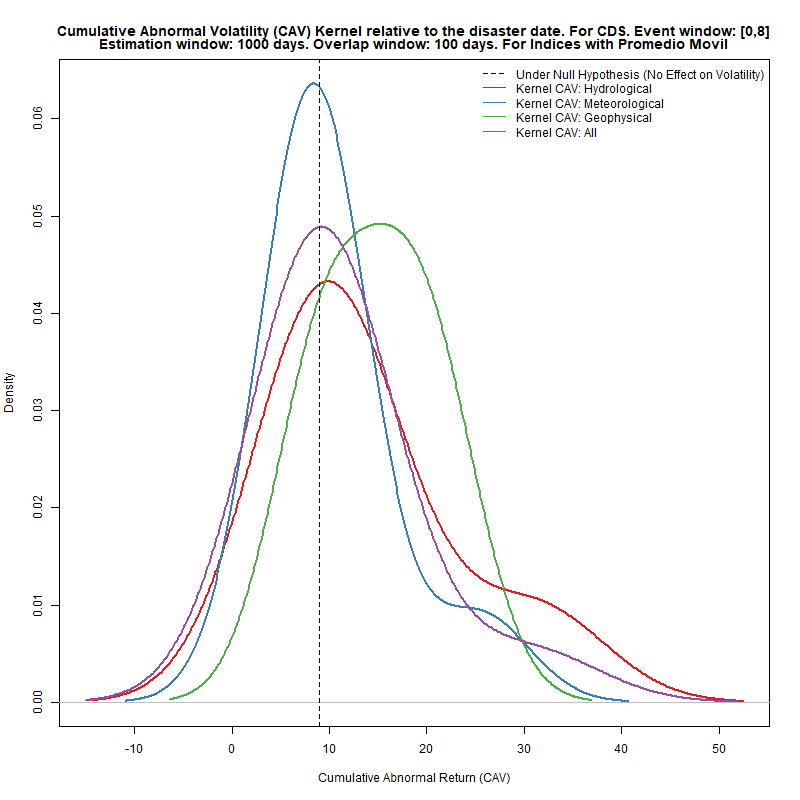 Cumulative Abnormal Volatility (CAV) Kernel relative to the disaster date. For CDS. Event window: [0,8]
Estimation window: 1000 days. Overlap window: 100 days. For Indices with Promedio Movil
Under Null Hypothesis (No Effect on Volatility)
Kernel CAV: Hydrological
Kernel CAV: Meteorological
Kernel CAV: Geophysical
Kernel CAV: All
0.06
0.05
0.04
0.03
0.02
0.01
0.00
Density
-10 0 10 20 30 40 50
Cumulative Abnormal Return (CAV)